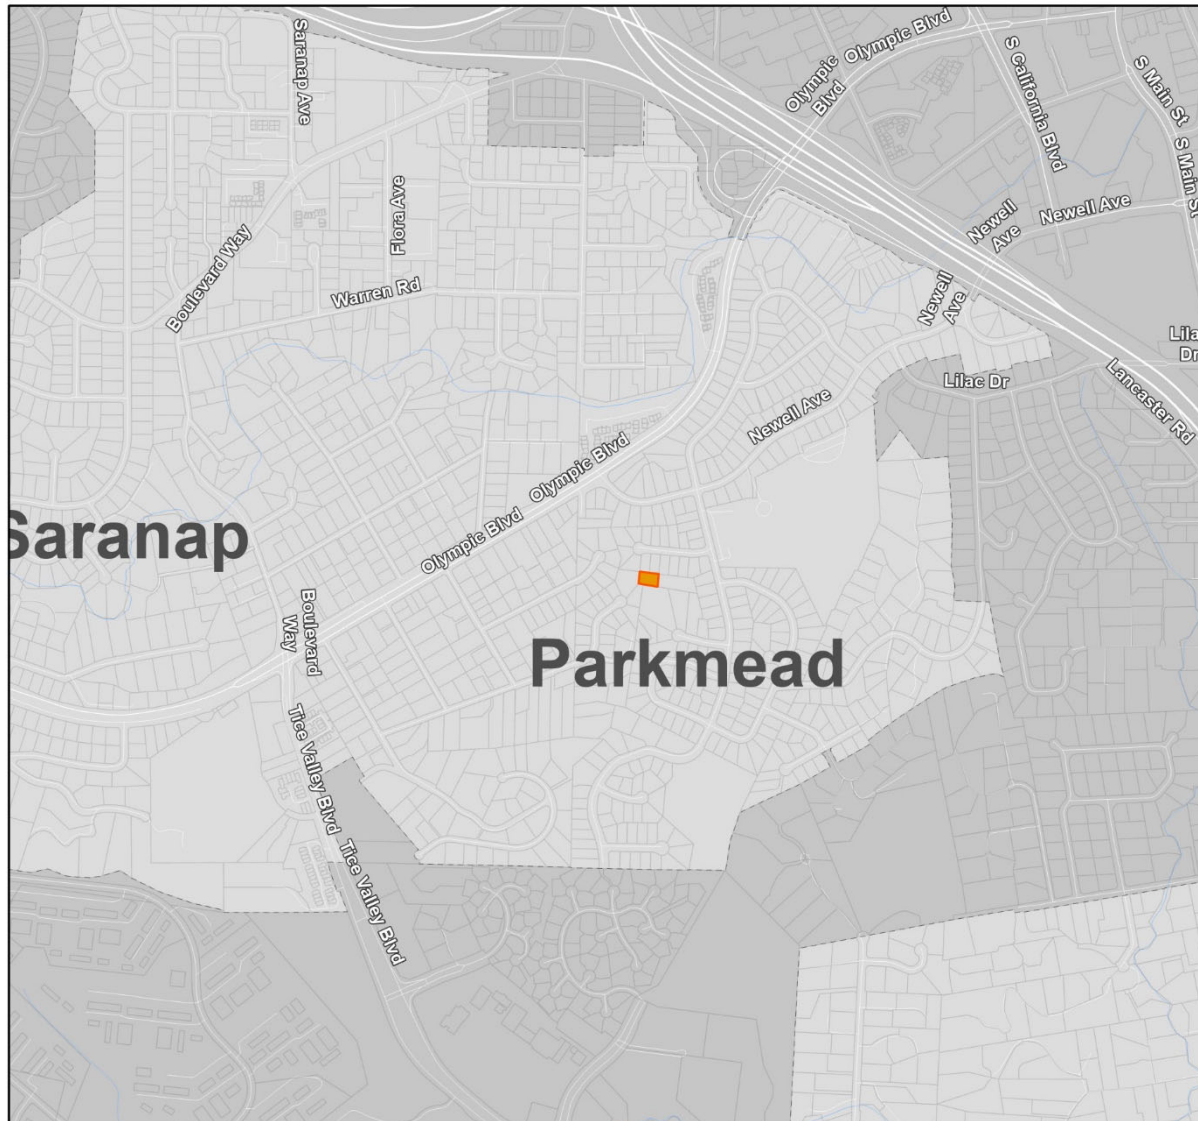 Saranap Ave
Olympic
Blvd
Olympic Blvd
S California Blvd
S Main St
S Main St
Flora Ave
Boulevard Way
Warren Rd
Newell
Ave
Newell Ave
Newell
Ave
Lila
Dr
Lilac Dr
Lancaster Rd
Newell Ave
Olympic Blvd
Olympic Blvd
Saranap
Boulevard
Way
Parkmead
Tice Valley Blvd
Tice Valley Blvd